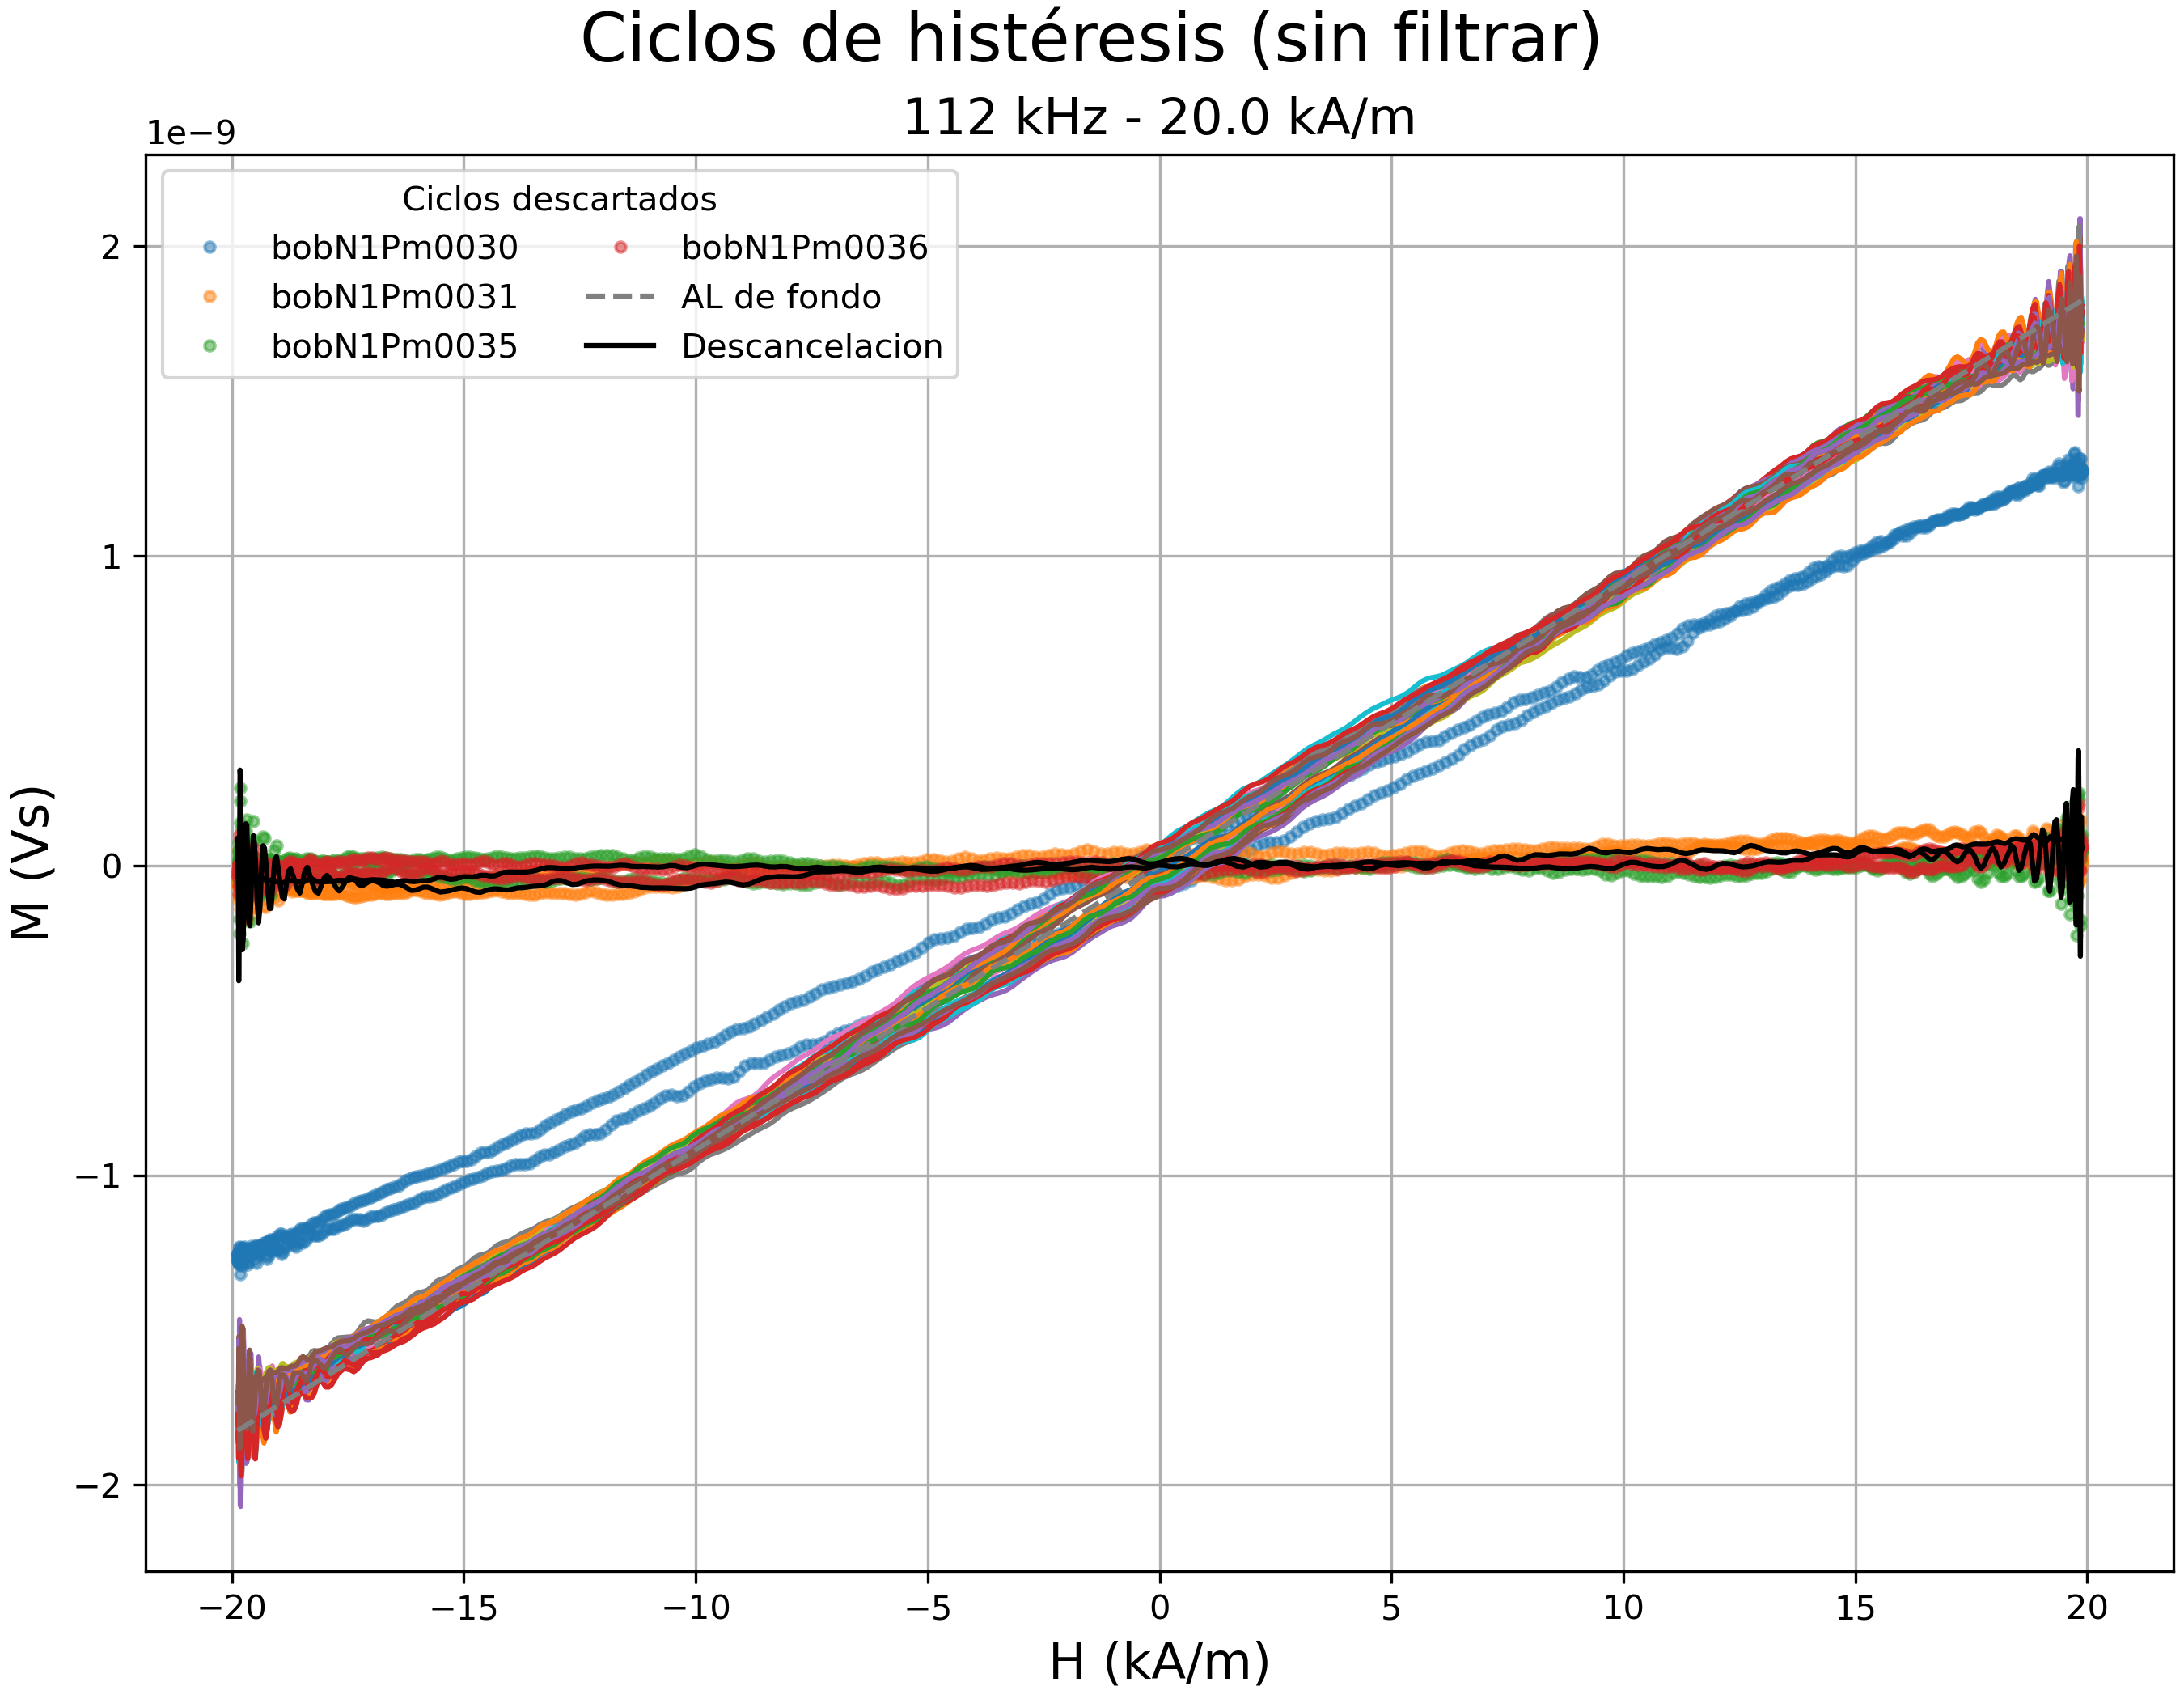 Ciclos de histéresis (sin filtrar)
112 kHz - 20.0 kA/m
1e−9
Ciclos descartados
bobN1Pm0030
bobN1Pm0031
bobN1Pm0035
bobN1Pm0036
AL de fondo
Descancelacion
M (Vs)
2
1
0
−1
−2
−20
−15
−10
−5
0
5
10
15
20
H (kA/m)